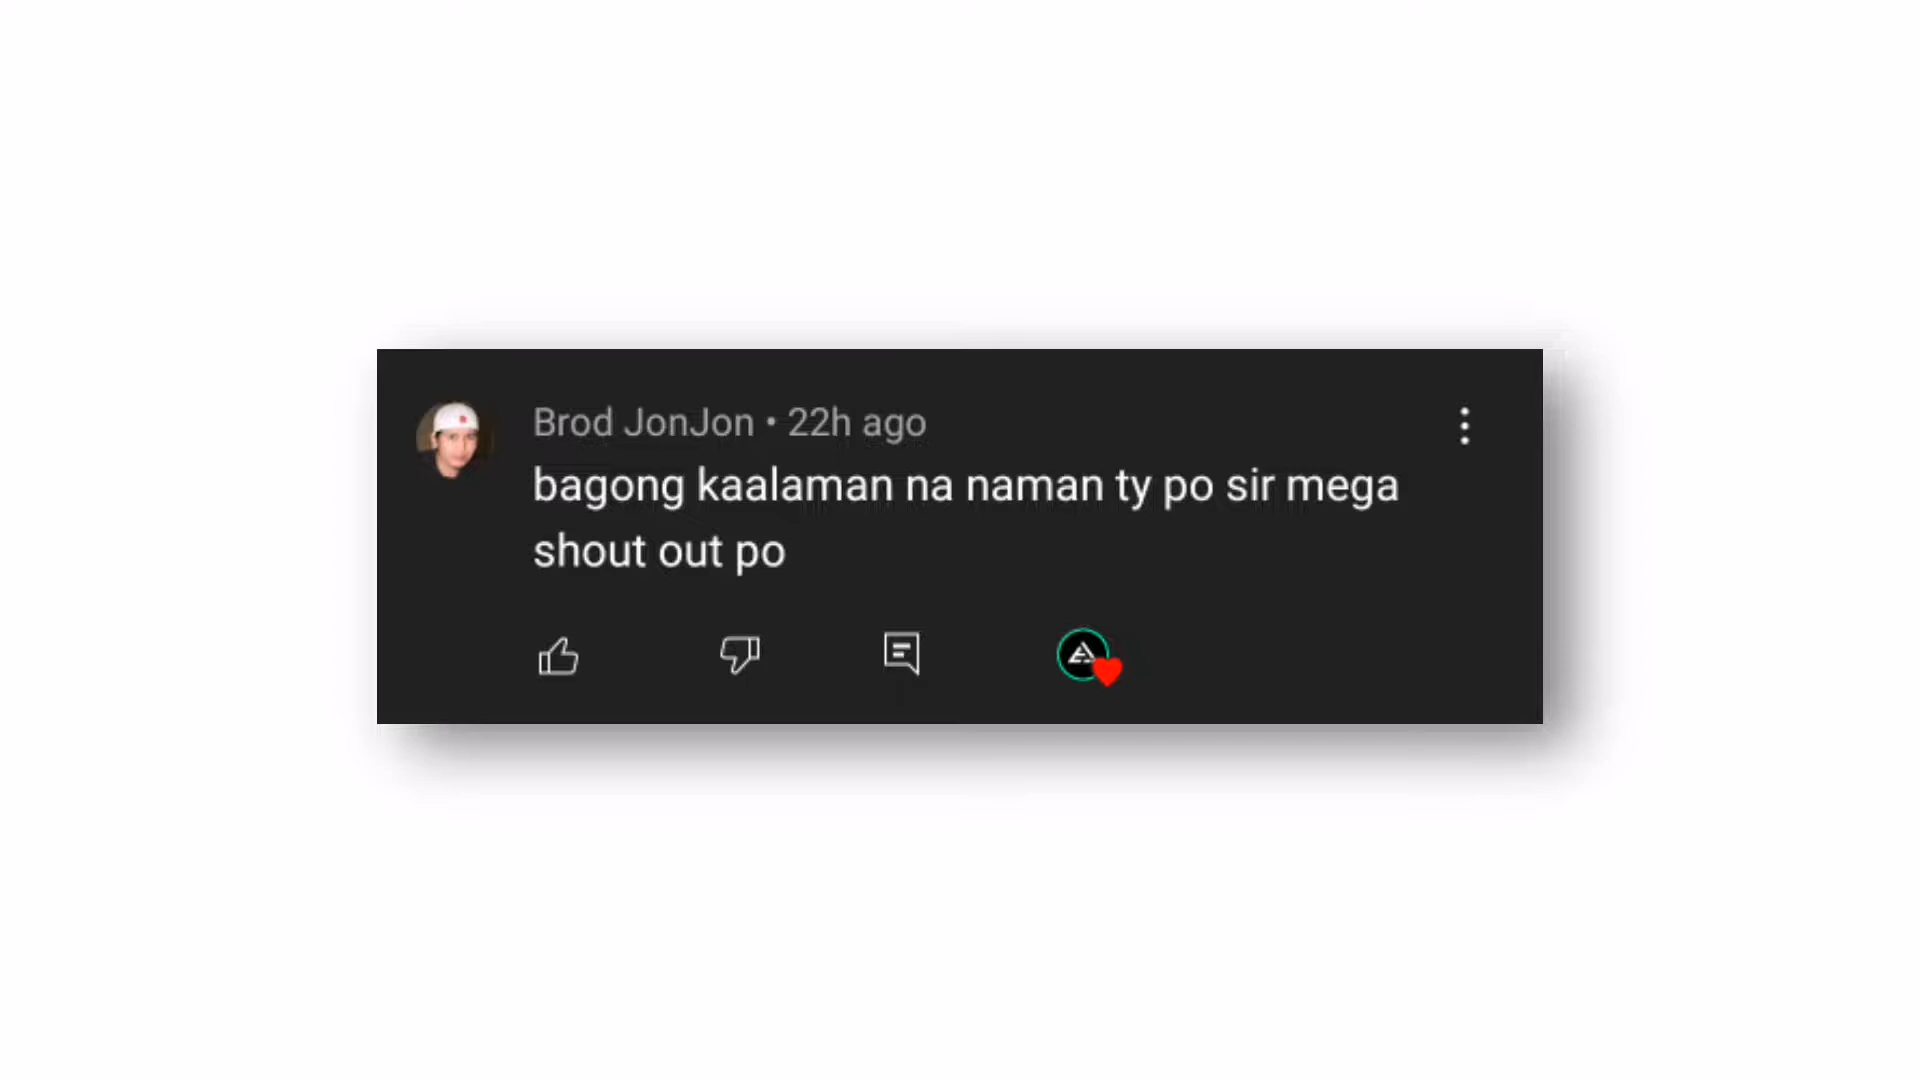 Brod JonJon • 22h ago
bagong kaalaman na naman ty po sir mega
shout out po